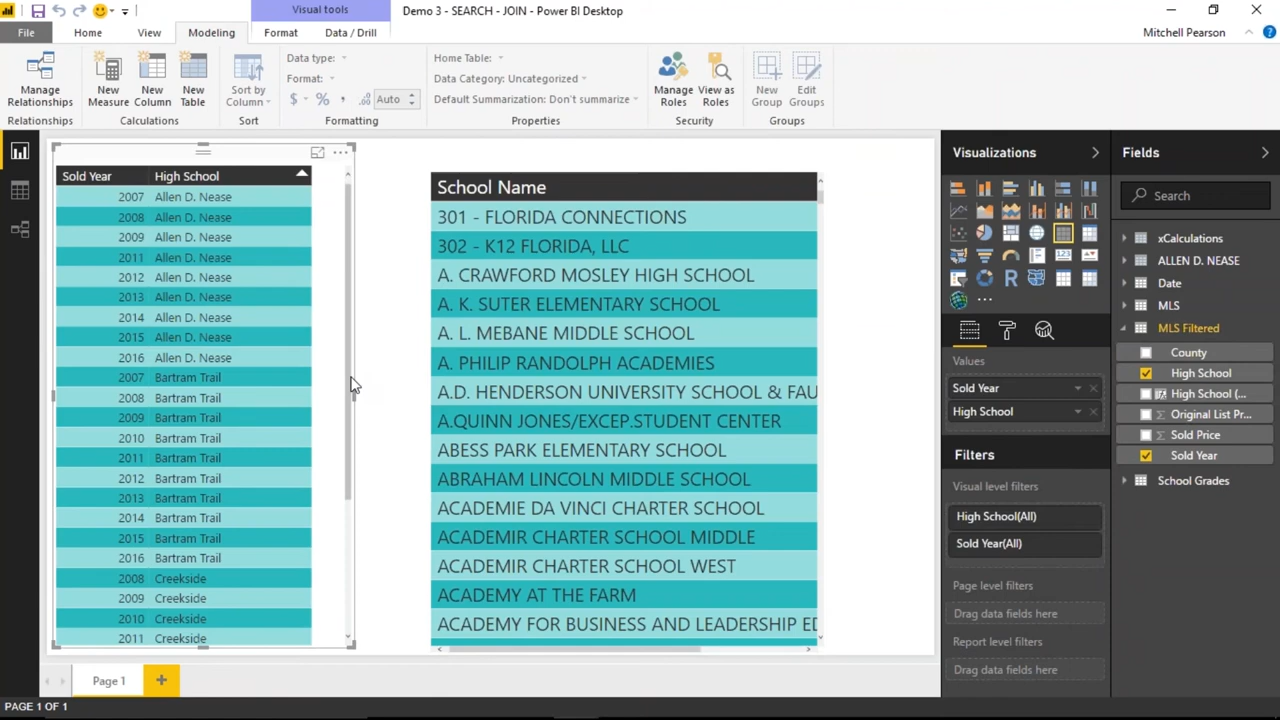 Visual tools
Demo 3 - SEARCH - JOIN - Power BI Desktop
File
Home
View
Modeling
Format
Data / Drill
Mitchell Pearson
Manage
Relationships
Relationships
New
Measure
New
Column
New
Table
Calculations
Sort by
Column
Sort
Data type:
Format:
$ % , Auto
Formatting
Home Table:
Data Category: Uncategorized
Default Summarization: Don't summarize
Properties
Manage
Roles
View as
Roles
Security
New
Group
Edit
Groups
Groups
Sold Year High School
2007 Allen D. Nease
2008 Allen D. Nease
2009 Allen D. Nease
2011 Allen D. Nease
2012 Allen D. Nease
2013 Allen D. Nease
2014 Allen D. Nease
2015 Allen D. Nease
2016 Allen D. Nease
2007 Bartram Trail
2008 Bartram Trail
2009 Bartram Trail
2010 Bartram Trail
2011 Bartram Trail
2012 Bartram Trail
2013 Bartram Trail
2014 Bartram Trail
2015 Bartram Trail
2016 Bartram Trail
2008 Creekside
2009 Creekside
2010 Creekside
2011 Creekside
School Name
301 - FLORIDA CONNECTIONS
302 - K12 FLORIDA, LLC
A. CRAWFORD MOSLEY HIGH SCHOOL
A. K. SUTER ELEMENTARY SCHOOL
A. L. MEBANE MIDDLE SCHOOL
A. PHILIP RANDOLPH ACADEMIES
A.D. HENDERSON UNIVERSITY SCHOOL & FAU
A.QUINN JONES/EXCEP.STUDENT CENTER
ABESS PARK ELEMENTARY SCHOOL
ABRAHAM LINCOLN MIDDLE SCHOOL
ACADEMIE DA VINCI CHARTER SCHOOL
ACADEMIR CHARTER SCHOOL MIDDLE
ACADEMIR CHARTER SCHOOL WEST
ACADEMY AT THE FARM
ACADEMY FOR BUSINESS AND LEADERSHIP ED
Visualizations
R
123
Values
Sold Year
High School
Filters
Visual level filters
High School(All)
Sold Year(All)
Page level filters
Drag data fields here
Report level filters
Drag data fields here
Fields
Search
xCalculations
ALLEN D. NEASE
Date
MLS
MLS Filtered
County
High School
High School (...
Σ Original List Pr...
Σ Sold Price
Sold Year
School Grades
Page 1
PAGE 1 OF 1